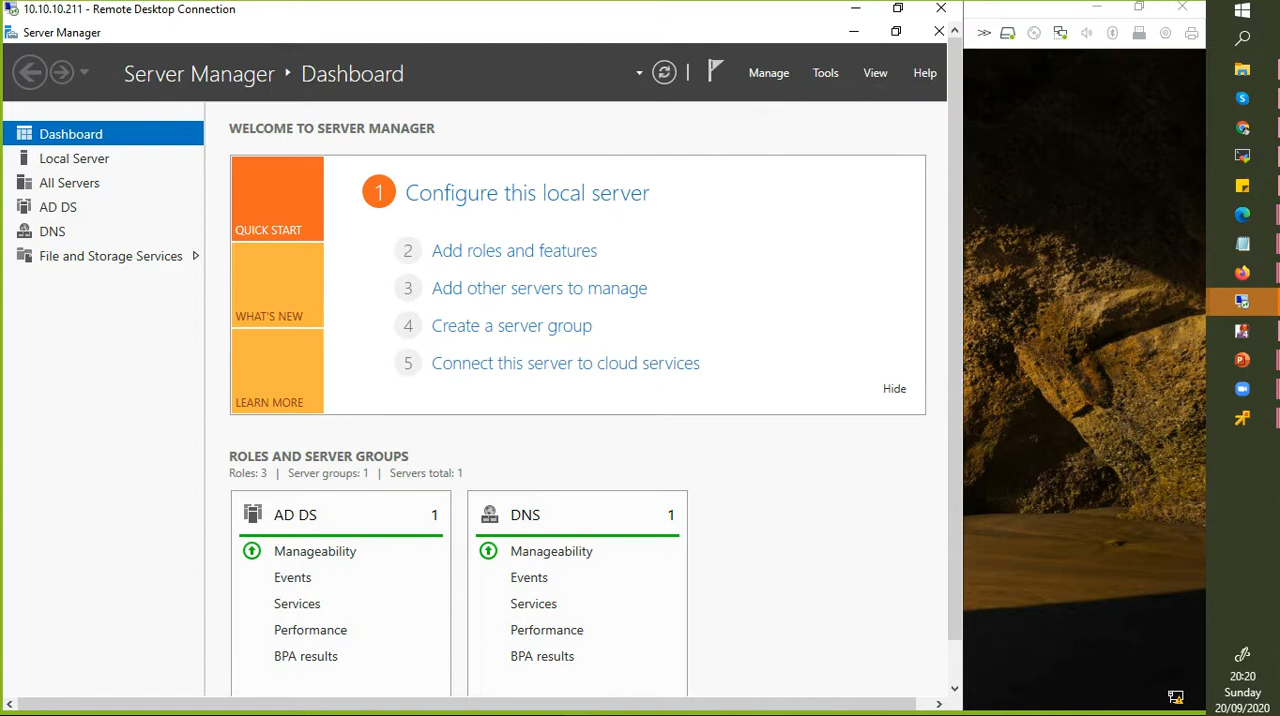 10.10.10.211 - Remote Desktop Connection
Server Manager
Server Manager ‣ Dashboard
Manage Tools View Help
Dashboard
Local Server
All Servers
AD DS
DNS
File and Storage Services
WELCOME TO SERVER MANAGER
QUICK START
WHAT'S NEW
LEARN MORE
1 Configure this local server
2 Add roles and features
3 Add other servers to manage
4 Create a server group
5 Connect this server to cloud services
Hide
ROLES AND SERVER GROUPS
Roles: 3 | Server groups: 1 | Servers total: 1
AD DS 1
Manageability
Events
Services
Performance
BPA results
DNS 1
Manageability
Events
Services
Performance
BPA results
20:20
Sunday
20/09/2020